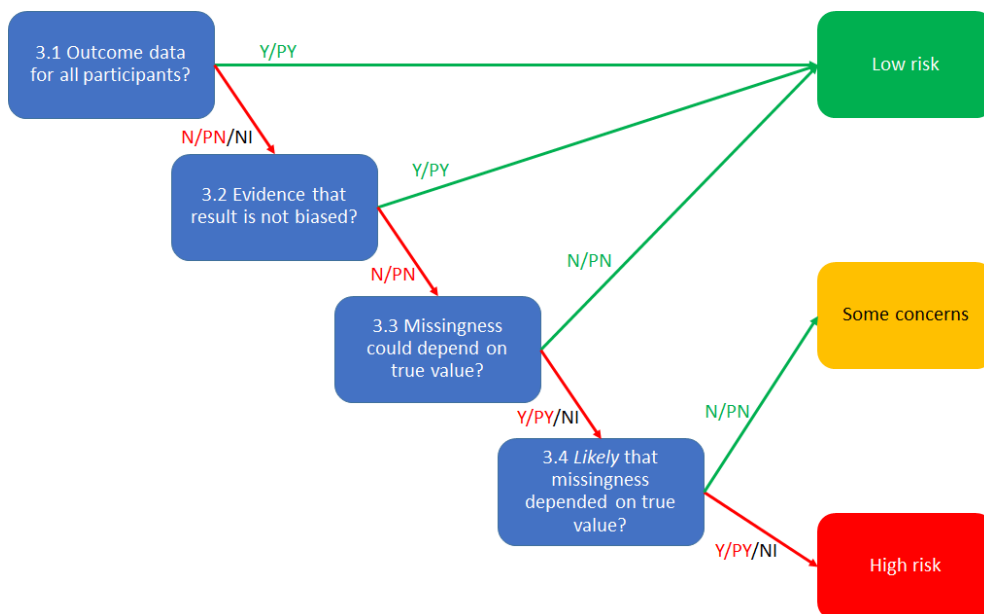 3.1 Outcome data
for all participants?
Y/PY
Low risk
N/PN/NI
3.2 Evidence that
result is not biased?
Y/PY
N/PN
N/PN
3.3 Missingness
could depend on
true value?
Some concerns
Y/PY/NI
N/PN
3.4 Likely that
missingness
depended on true
value?
Y/PY/NI
High risk